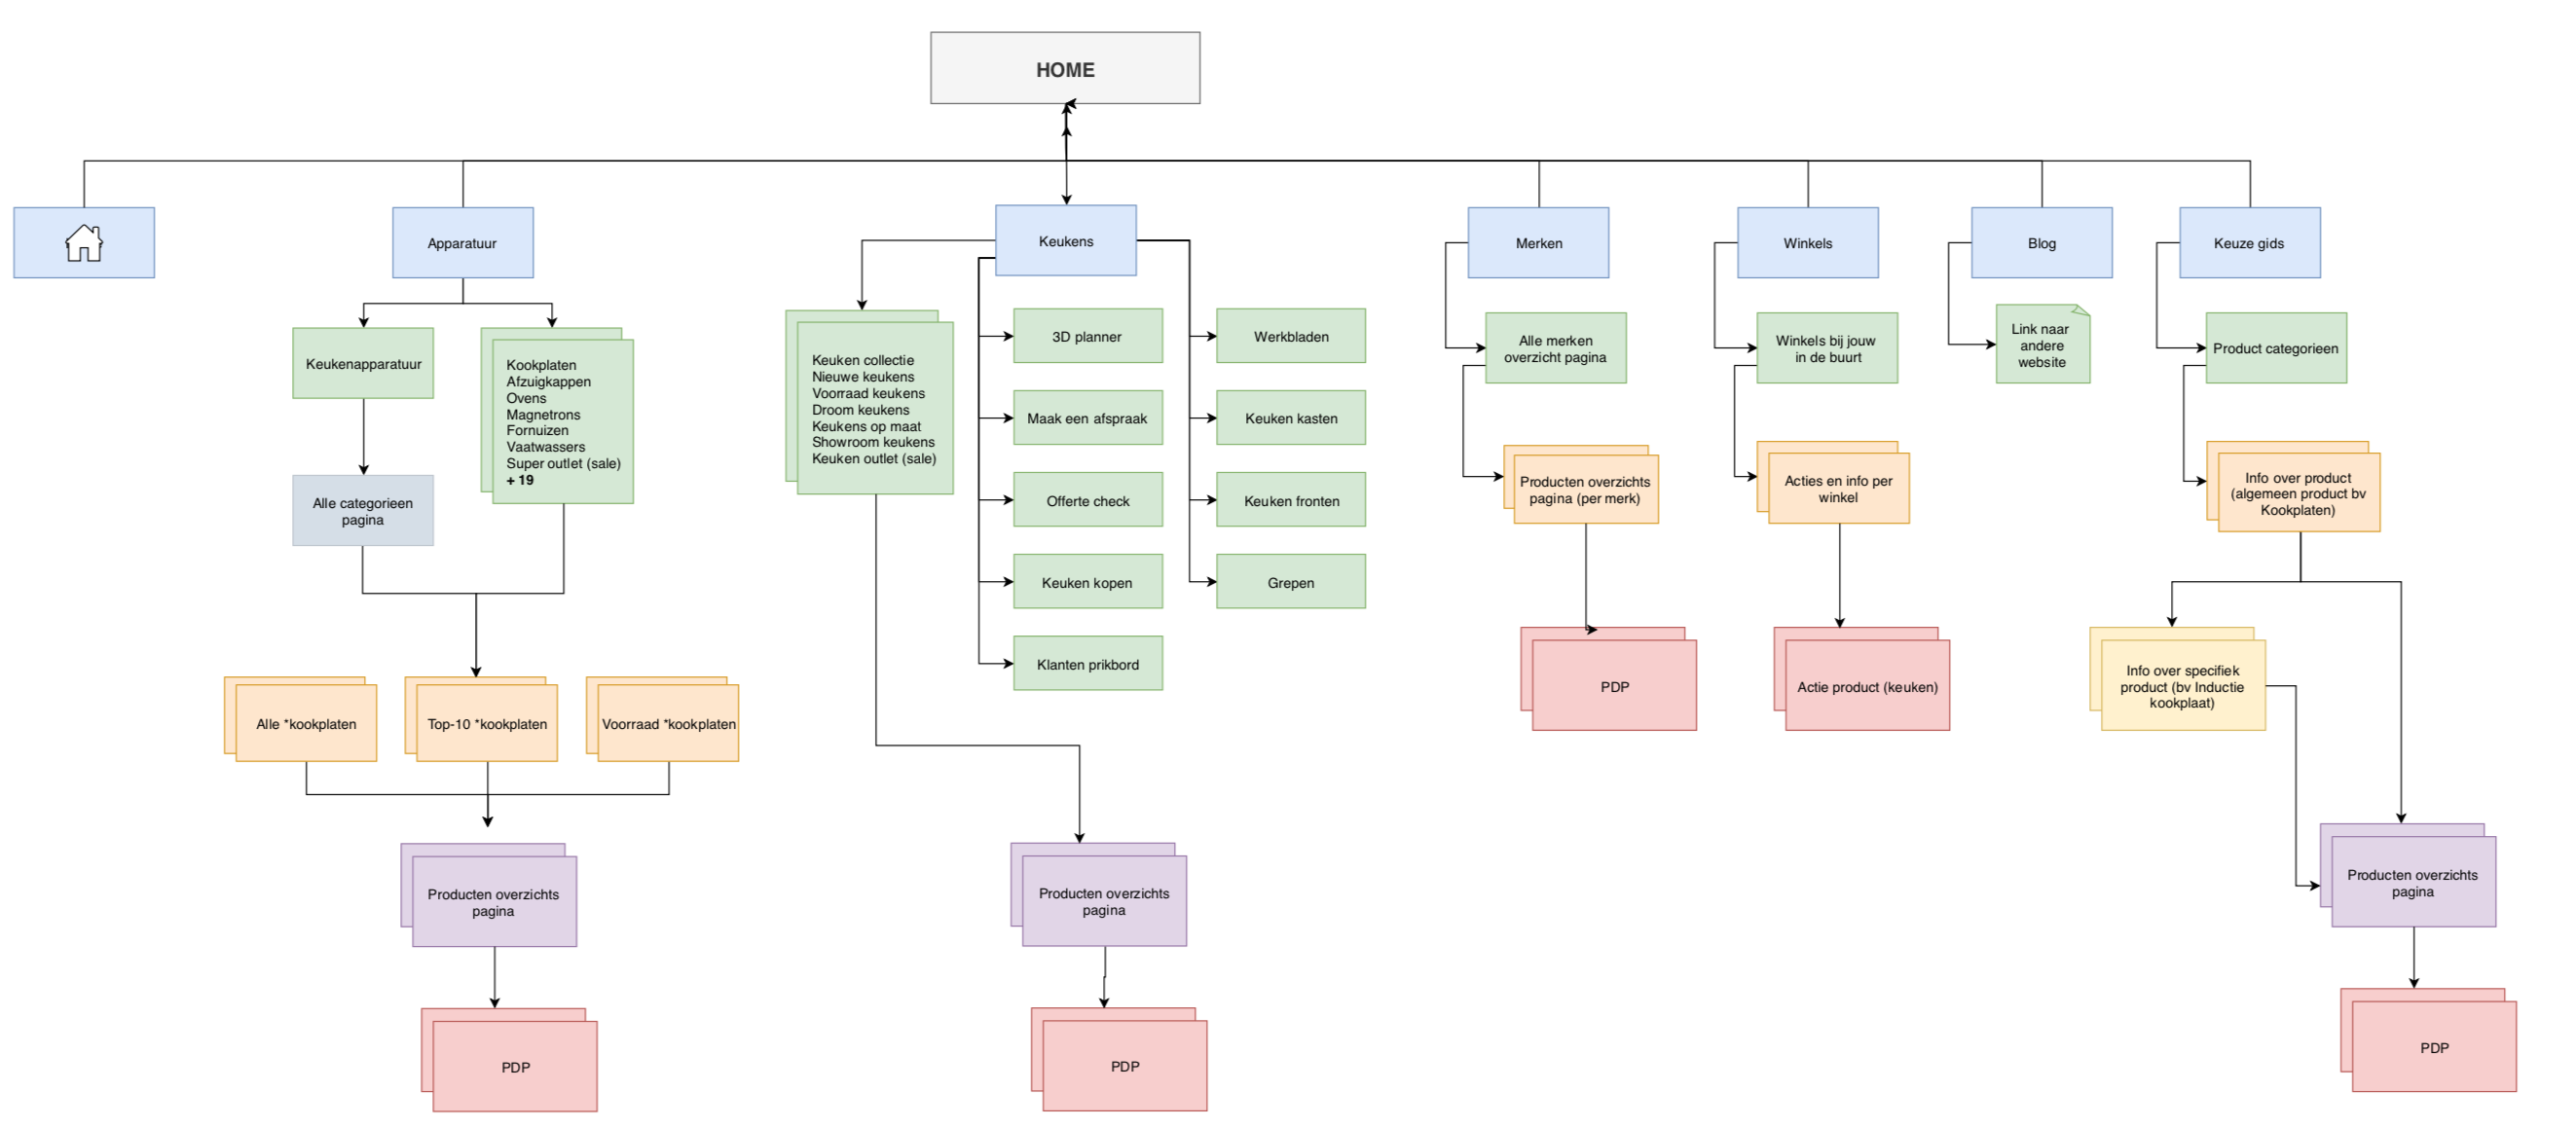 HOME
Apparatuur
Keukens
Merken
Winkels
Blog
Keuze gids
Keukenapparatuur
Kookplaten
Afzuigkappen
Ovens
Magnetrons
Fornuizen
Vaatwassers
Super outlet (sale)
+ 19
Alle categorieen
pagina
Alle *kookplaten
Top-10 *kookplaten
Voorraad *kookplaten
Producten overzichts
pagina
PDP
Keuken collectie
Nieuwe keukens
Voorraad keukens
Droom keukens
Keukens op maat
Showroom keukens
Keuken outlet (sale)
3D planner
Maak een afspraak
Offerte check
Keuken kopen
Klanten prikbord
Werkbladen
Keuken kasten
Keuken fronten
Grepen
Producten overzichts
pagina
PDP
Alle merken
overzicht pagina
Producten overzichts
pagina (per merk)
PDP
Winkels bij jouw
in de buurt
Acties en info per
winkel
Actie product (keuken)
Link naar
andere
website
Product categorieen
Info over product
(algemeen product bv
Kookplaten)
Info over specifiek
product (bv Inductie
kookplaat)
Producten overzichts
pagina
PDP